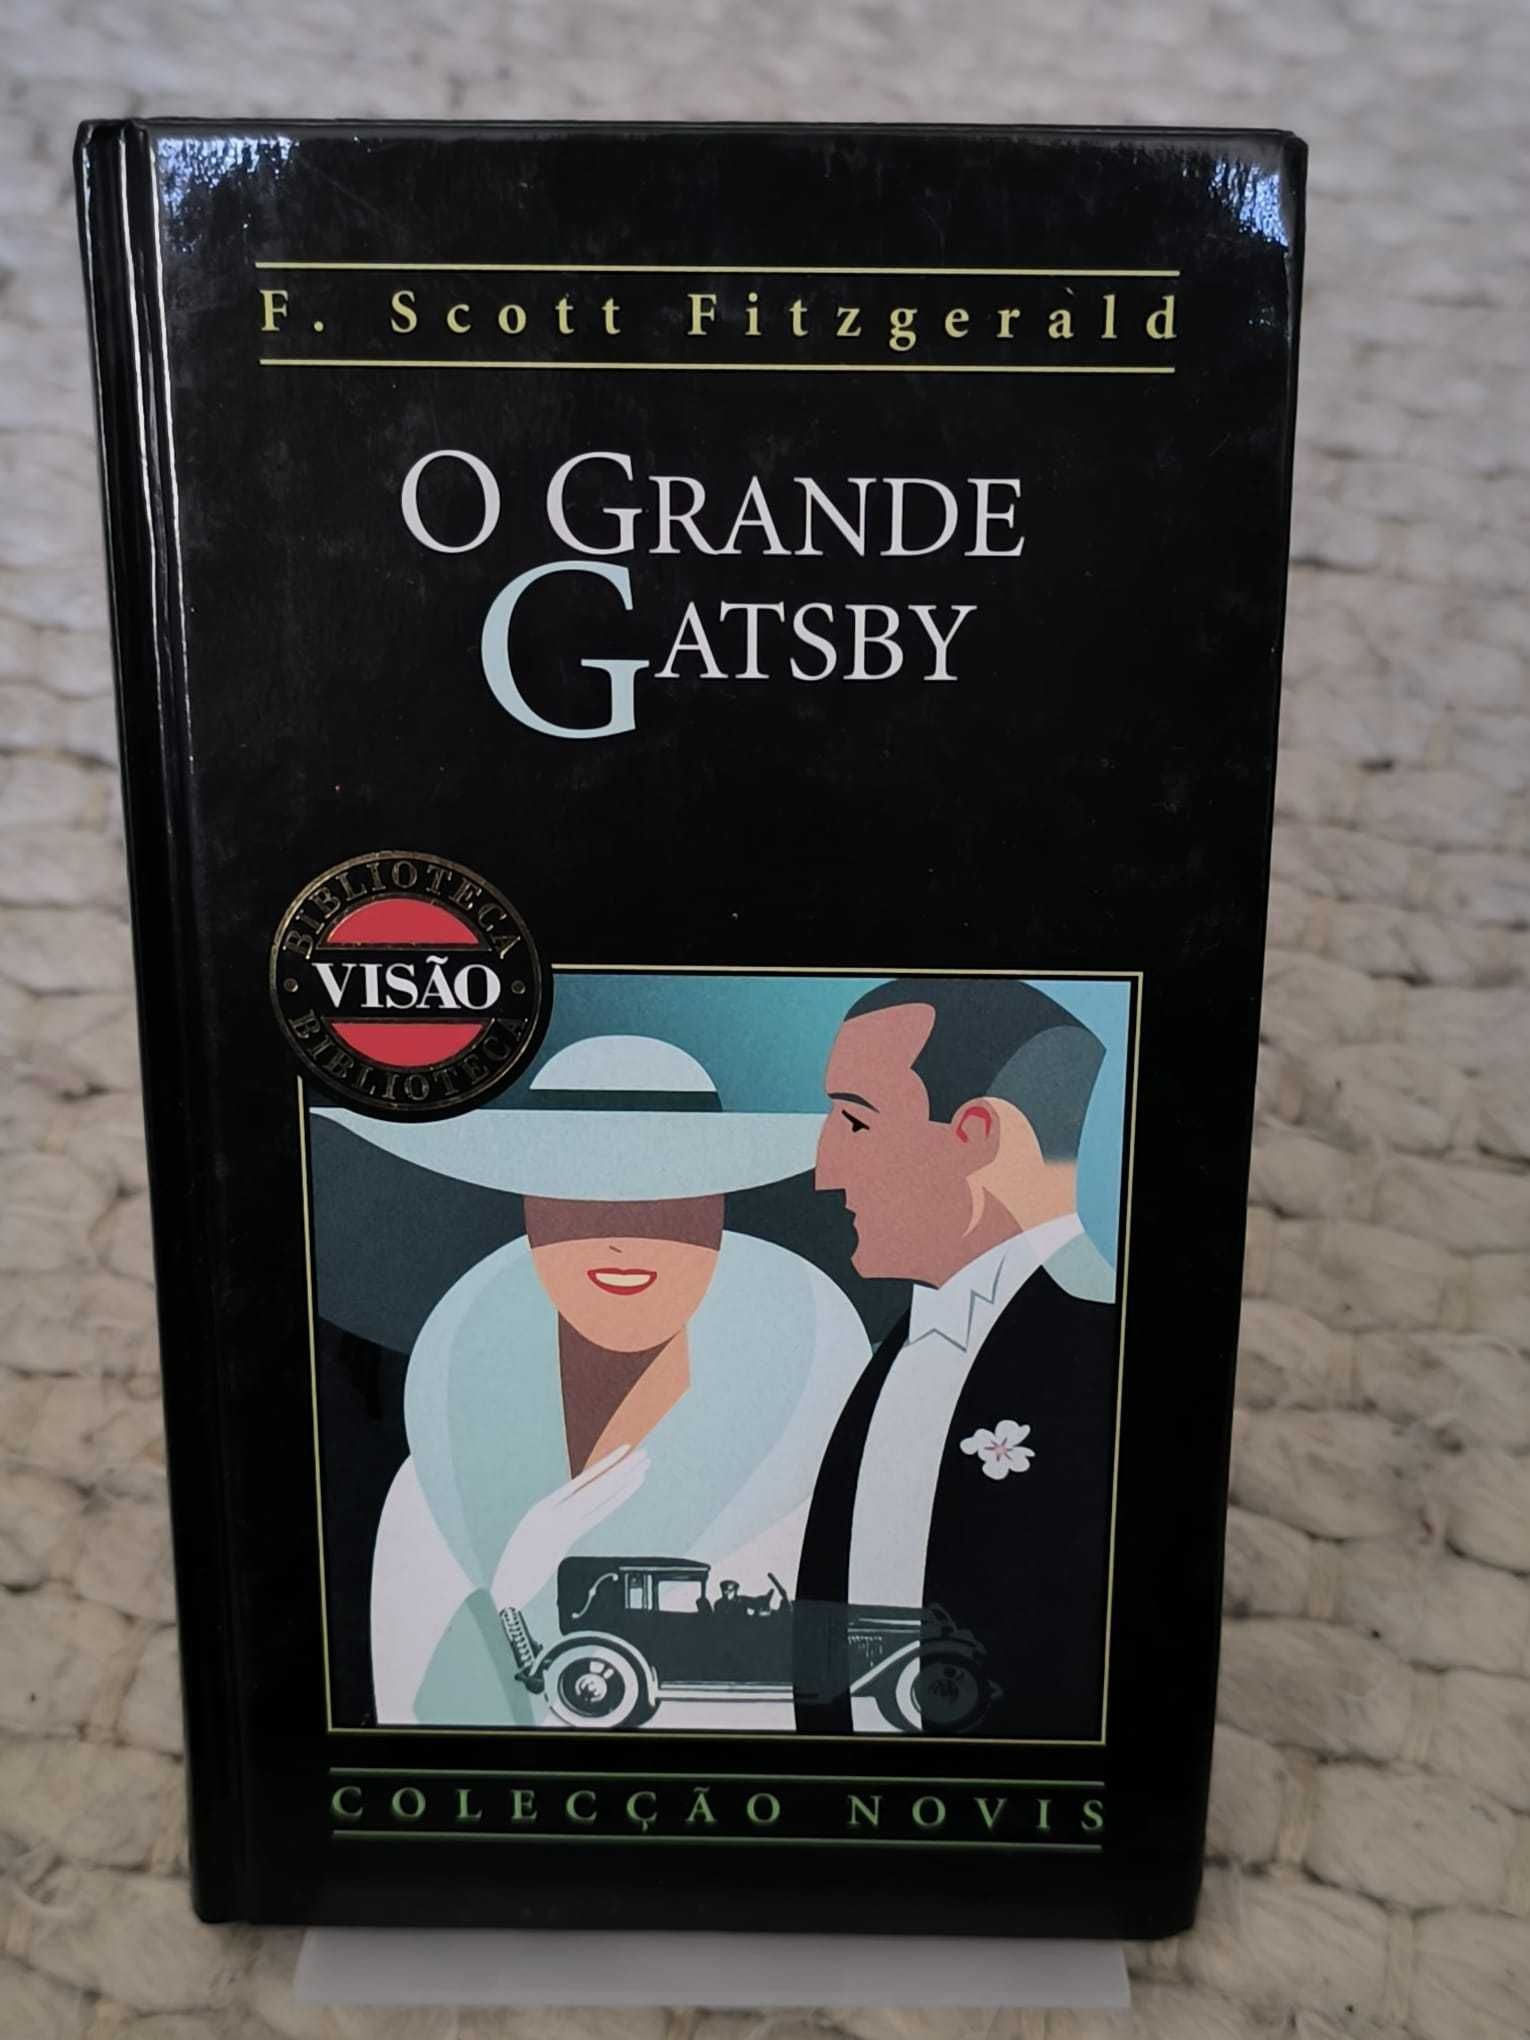 F. Scott Fitzgerald
O GRANDE
GATSBY
BIBLIOTECA
VISÃO
BIBLIOTECA
COLECÇÃO NOVIS